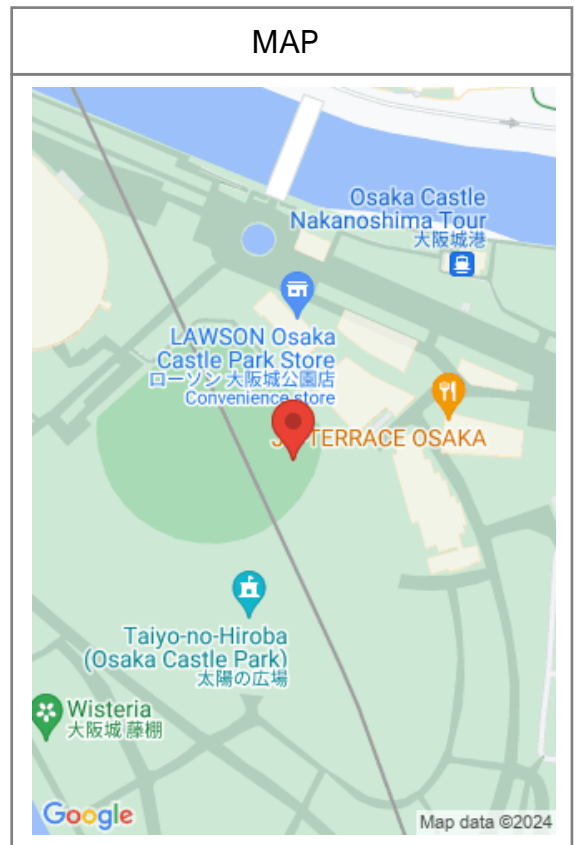 MAP
Osaka Castle
Nakanoshima Tour
大阪城港
LAWSON Osaka
Castle Park Store
ローソン 大阪城公園店
Convenience store
TERRACE OSAKA
Taiyo-no-Hiroba
(Osaka Castle Park)
太陽の広場
Wisteria
大阪城 藤棚
Google
Map data ©2024